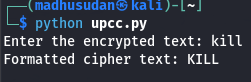 ┌──(madhusudan㉿kali)-[~]
└─$ python upcc.py
Enter the encrypted text: kill
Formatted cipher text: KILL